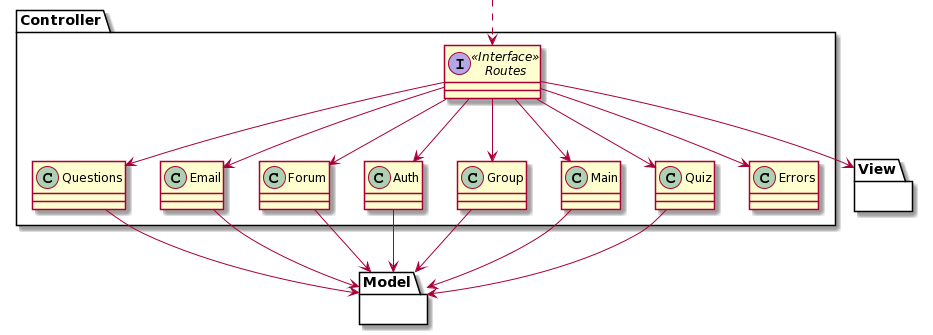 Controller
I
«Interface»
Routes
C Questions
C Email
C Forum
C Auth
C Group
C Main
C Quiz
C Errors
View
Model